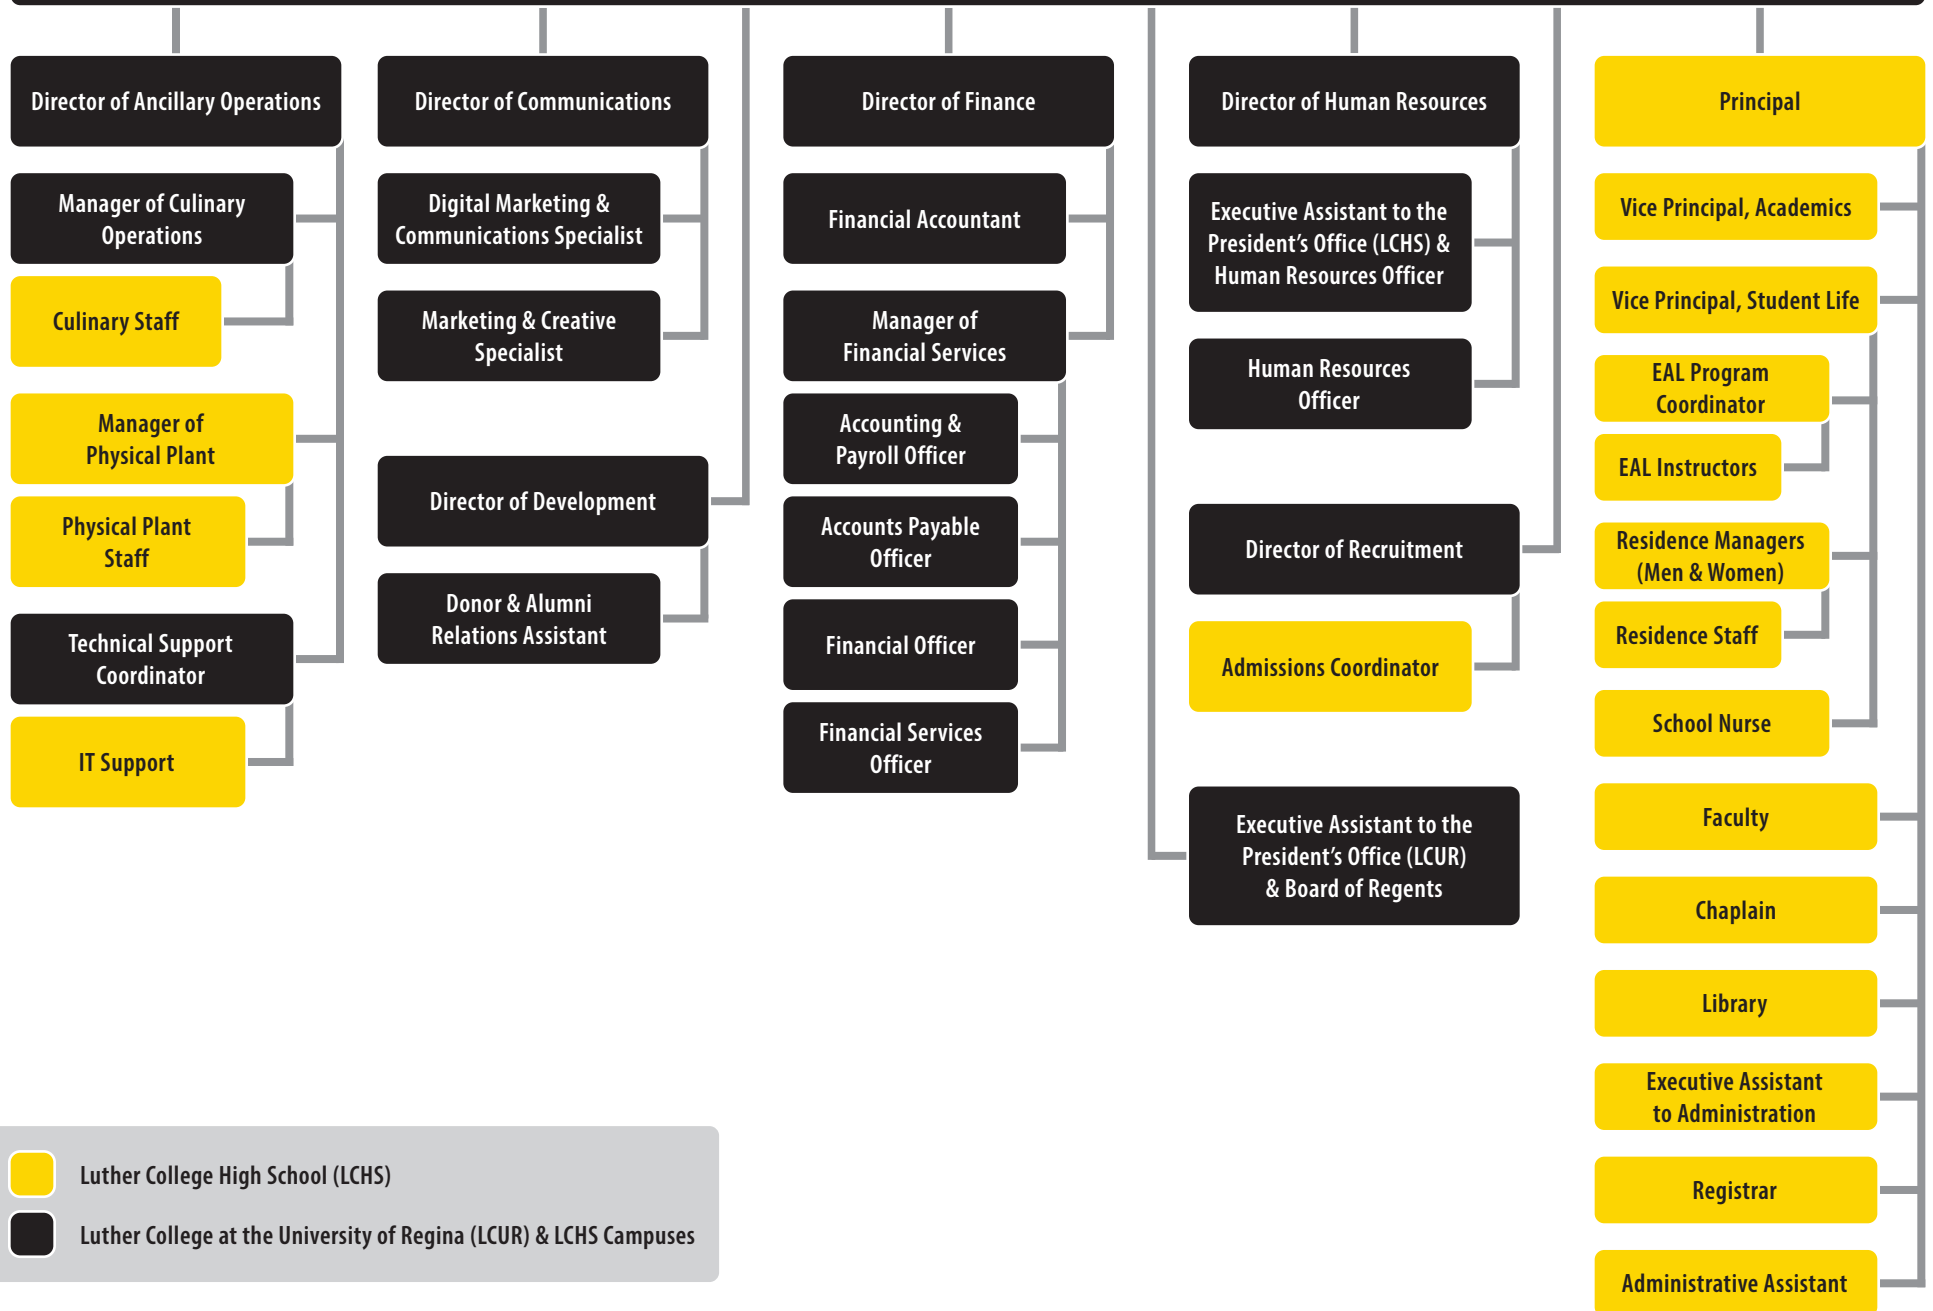 Director of Ancillary Operations
Manager of Culinary
Operations
Culinary Staff
Manager of
Physical Plant
Physical Plant
Staff
Technical Support
Coordinator
IT Support
Director of Communications
Digital Marketing &
Communications Specialist
Marketing & Creative
Specialist
Director of Development
Donor & Alumni
Relations Assistant
Director of Finance
Financial Accountant
Manager of
Financial Services
Accounting &
Payroll Officer
Accounts Payable
Officer
Financial Officer
Financial Services
Officer
Director of Human Resources
Executive Assistant to the
President’s Office (LCHS) &
Human Resources Officer
Human Resources
Officer
Director of Recruitment
Admissions Coordinator
Executive Assistant to the
President’s Office (LCUR)
& Board of Regents
Principal
Vice Principal, Academics
Vice Principal, Student Life
EAL Program
Coordinator
EAL Instructors
Residence Managers
(Men & Women)
Residence Staff
School Nurse
Faculty
Chaplain
Library
Executive Assistant
to Administration
Registrar
Administrative Assistant
Luther College High School (LCHS)
Luther College at the University of Regina (LCUR) & LCHS Campuses